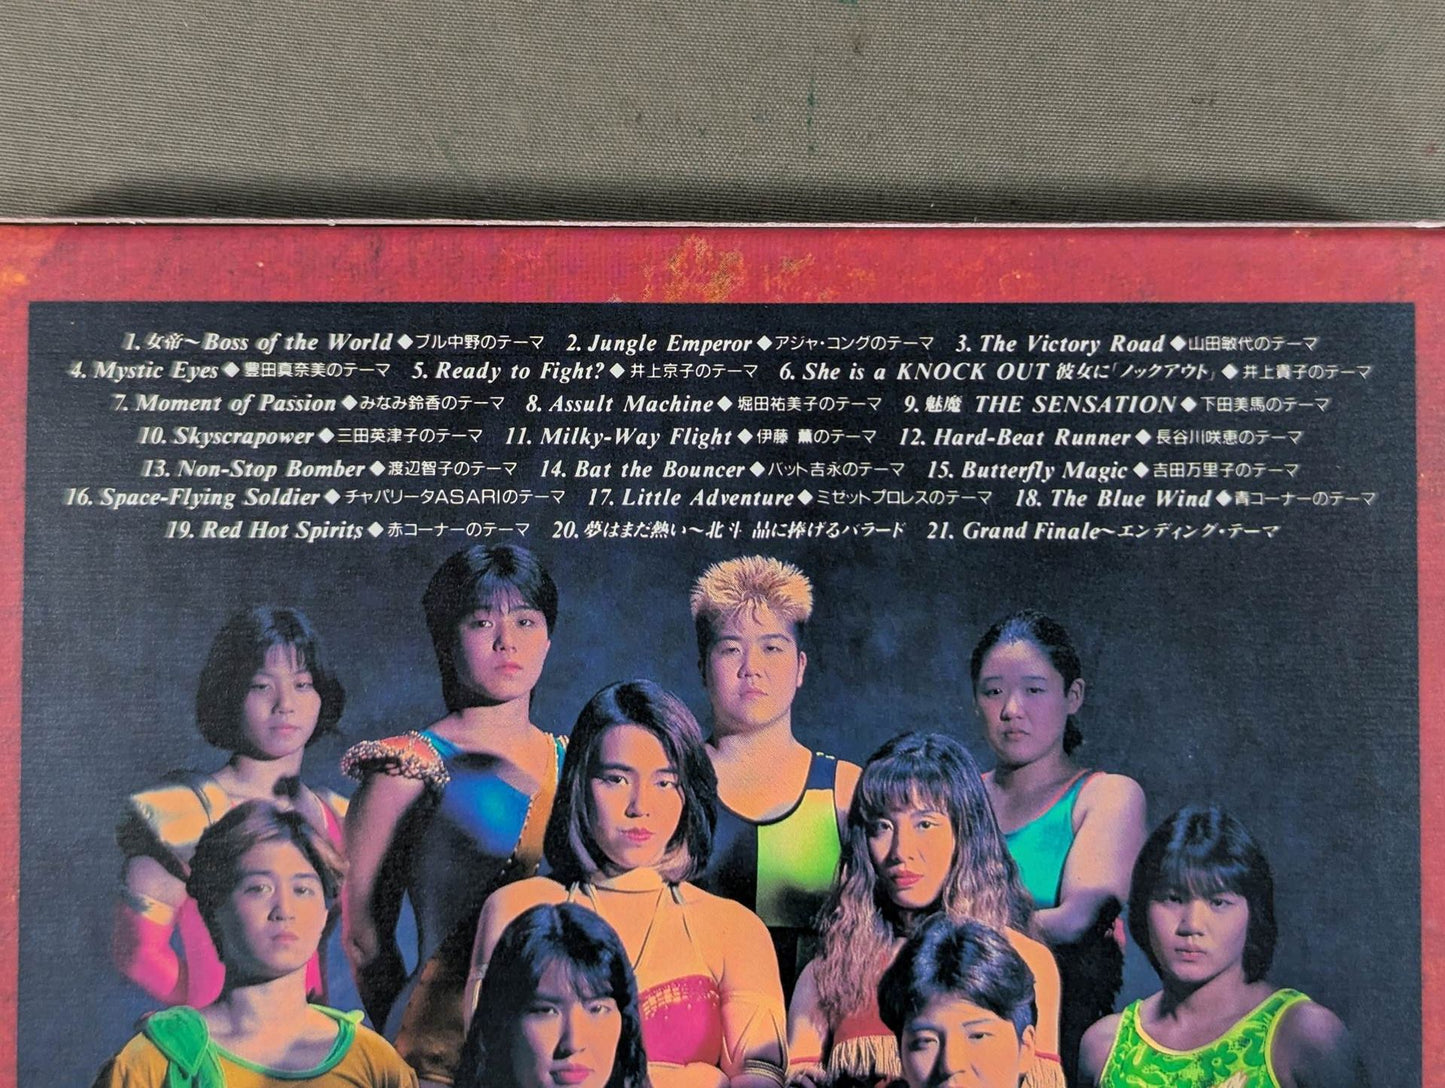 1. 女帝～Boss of the World◆ブル中野のテーマ 2. Jungle Emperor◆アジャ・コングのテーマ 3. The Victory Road◆山田敏代のテーマ
4. Mystic Eyes◆豊田真奈美のテーマ 5. Ready to Fight?◆井上京子のテーマ 6. She is a KNOCK OUT 彼女に「ノックアウト」◆井上貴子のテーマ
7. Moment of Passion◆みなみ鈴香のテーマ 8. Assult Machine◆堀田祐美子のテーマ 9. 魅魔 THE SENSATION◆下田美馬のテーマ
10. Skyscrapower◆三田英津子のテーマ 11. Milky-Way Flight◆伊藤 薫のテーマ 12. Hard-Beat Runner◆長谷川咲恵のテーマ
13. Non-Stop Bomber◆渡辺智子のテーマ 14. Bat the Bouncer◆バット吉永のテーマ 15. Butterfly Magic◆吉田万里子のテーマ
16. Space-Flying Soldier◆チャパリータASARIのテーマ 17. Little Adventure◆ミゼットプロレスのテーマ 18. The Blue Wind◆青コーナーのテーマ
19. Red Hot Spirits◆赤コーナーのテーマ 20. 夢はまだ熱い～北斗 晶に捧げるバラード 21. Grand Finale～エンディング・テーマ